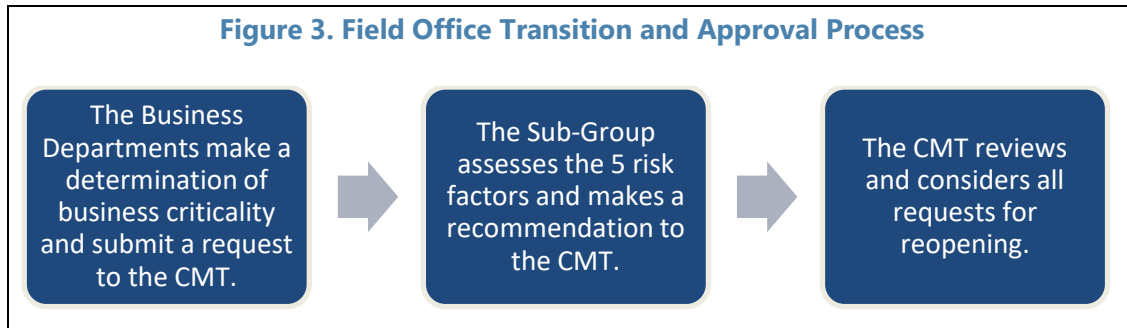 Figure 3. Field Office Transition and Approval Process
The Business
Departments make a
determination of
business criticality
and submit a request
to the CMT.
The Sub-Group
assesses the 5 risk
factors and makes a
recommendation to
the CMT.
The CMT reviews
and considers all
requests for
reopening.